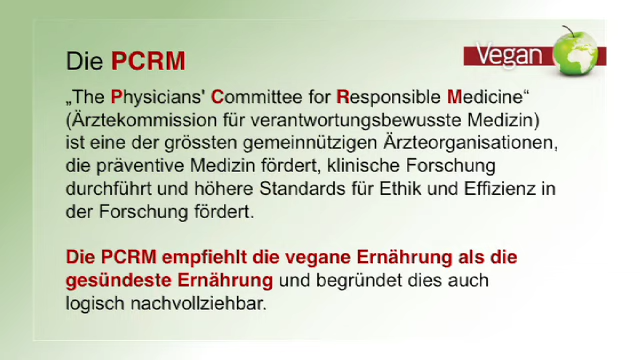 Die PCRM
Vegan
„The Physicians' Committee for Responsible Medicine“
(Ärztekommission für verantwortungsbewusste Medizin)
ist eine der grössten gemeinnützigen Ärzteorganisationen,
die präventive Medizin fördert, klinische Forschung
durchführt und höhere Standards für Ethik und Effizienz in
der Forschung fördert.
Die PCRM empfiehlt die vegane Ernährung als die
gesündeste Ernährung und begründet dies auch
logisch nachvollziehbar.